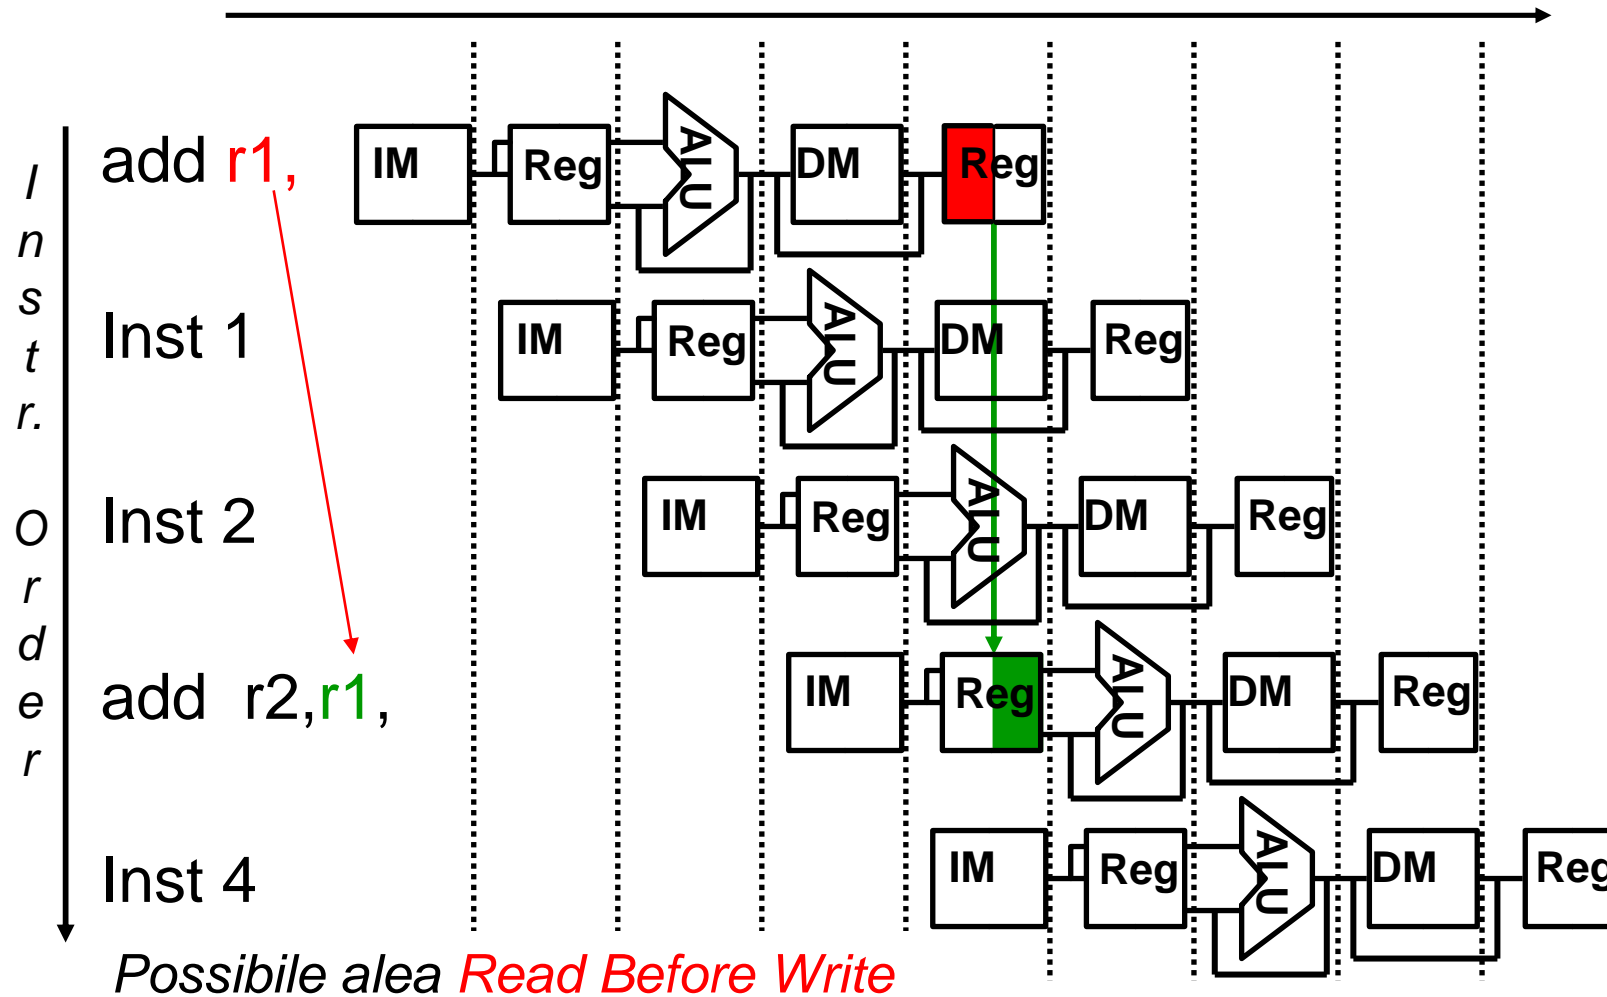 Instr. Order
add r1,
IM Reg ALU DM Reg
Inst 1
IM Reg ALU DM Reg
Inst 2
IM Reg ALU DM Reg
add r2,r1,
IM Reg ALU DM Reg
Inst 4
IM Reg ALU DM Reg
Possibile alea Read Before Write